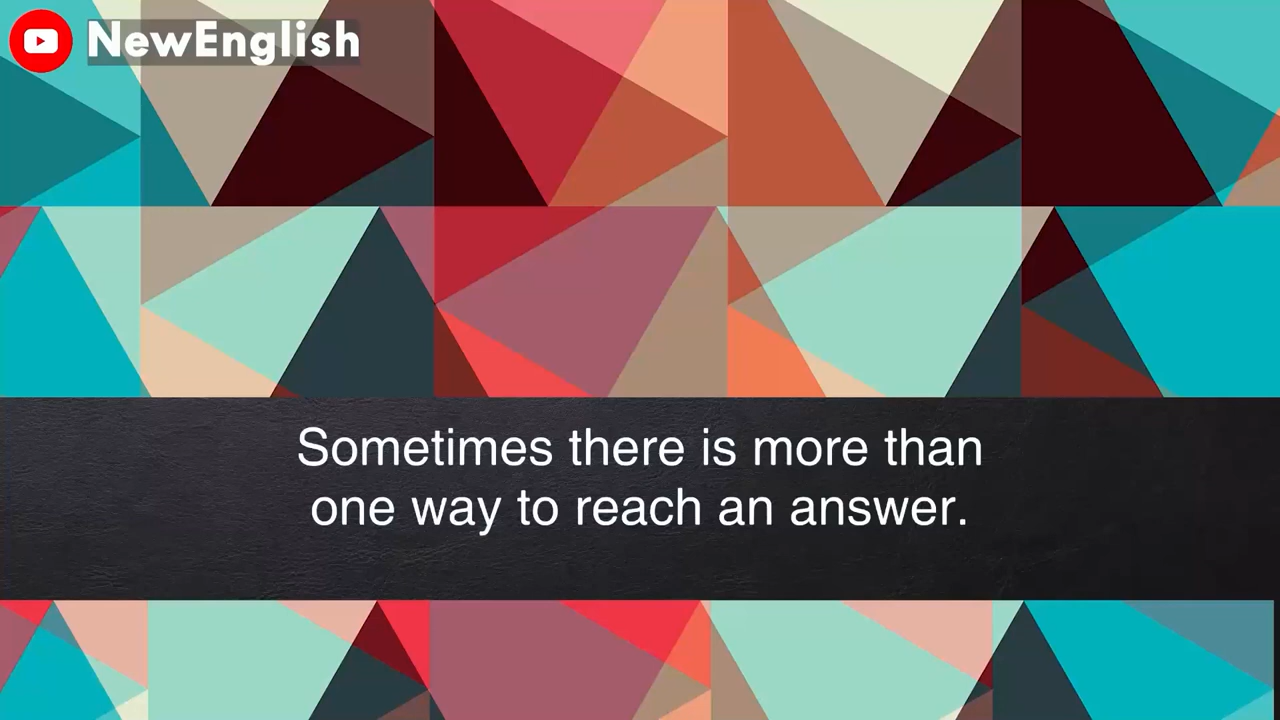 NewEnglish
Sometimes there is more than
one way to reach an answer.